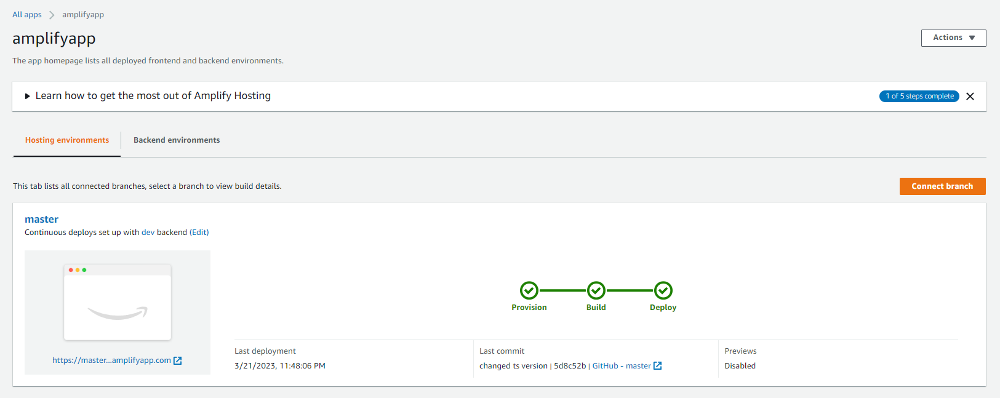 All apps amplifyapp
amplifyapp
Actions
The app homepage lists all deployed frontend and backend environments.
Learn how to get the most out of Amplify Hosting
1 of 5 steps complete
Hosting environments
Backend environments
This tab lists all connected branches, select a branch to view build details.
Connect branch
master
Continuous deploys set up with dev backend (Edit)
Provision
Build
Deploy
https://master...amplifyapp.com
Last deployment
3/21/2023, 11:48:06 PM
Last commit
changed ts version | 5d8c52b | GitHub - master
Previews
Disabled